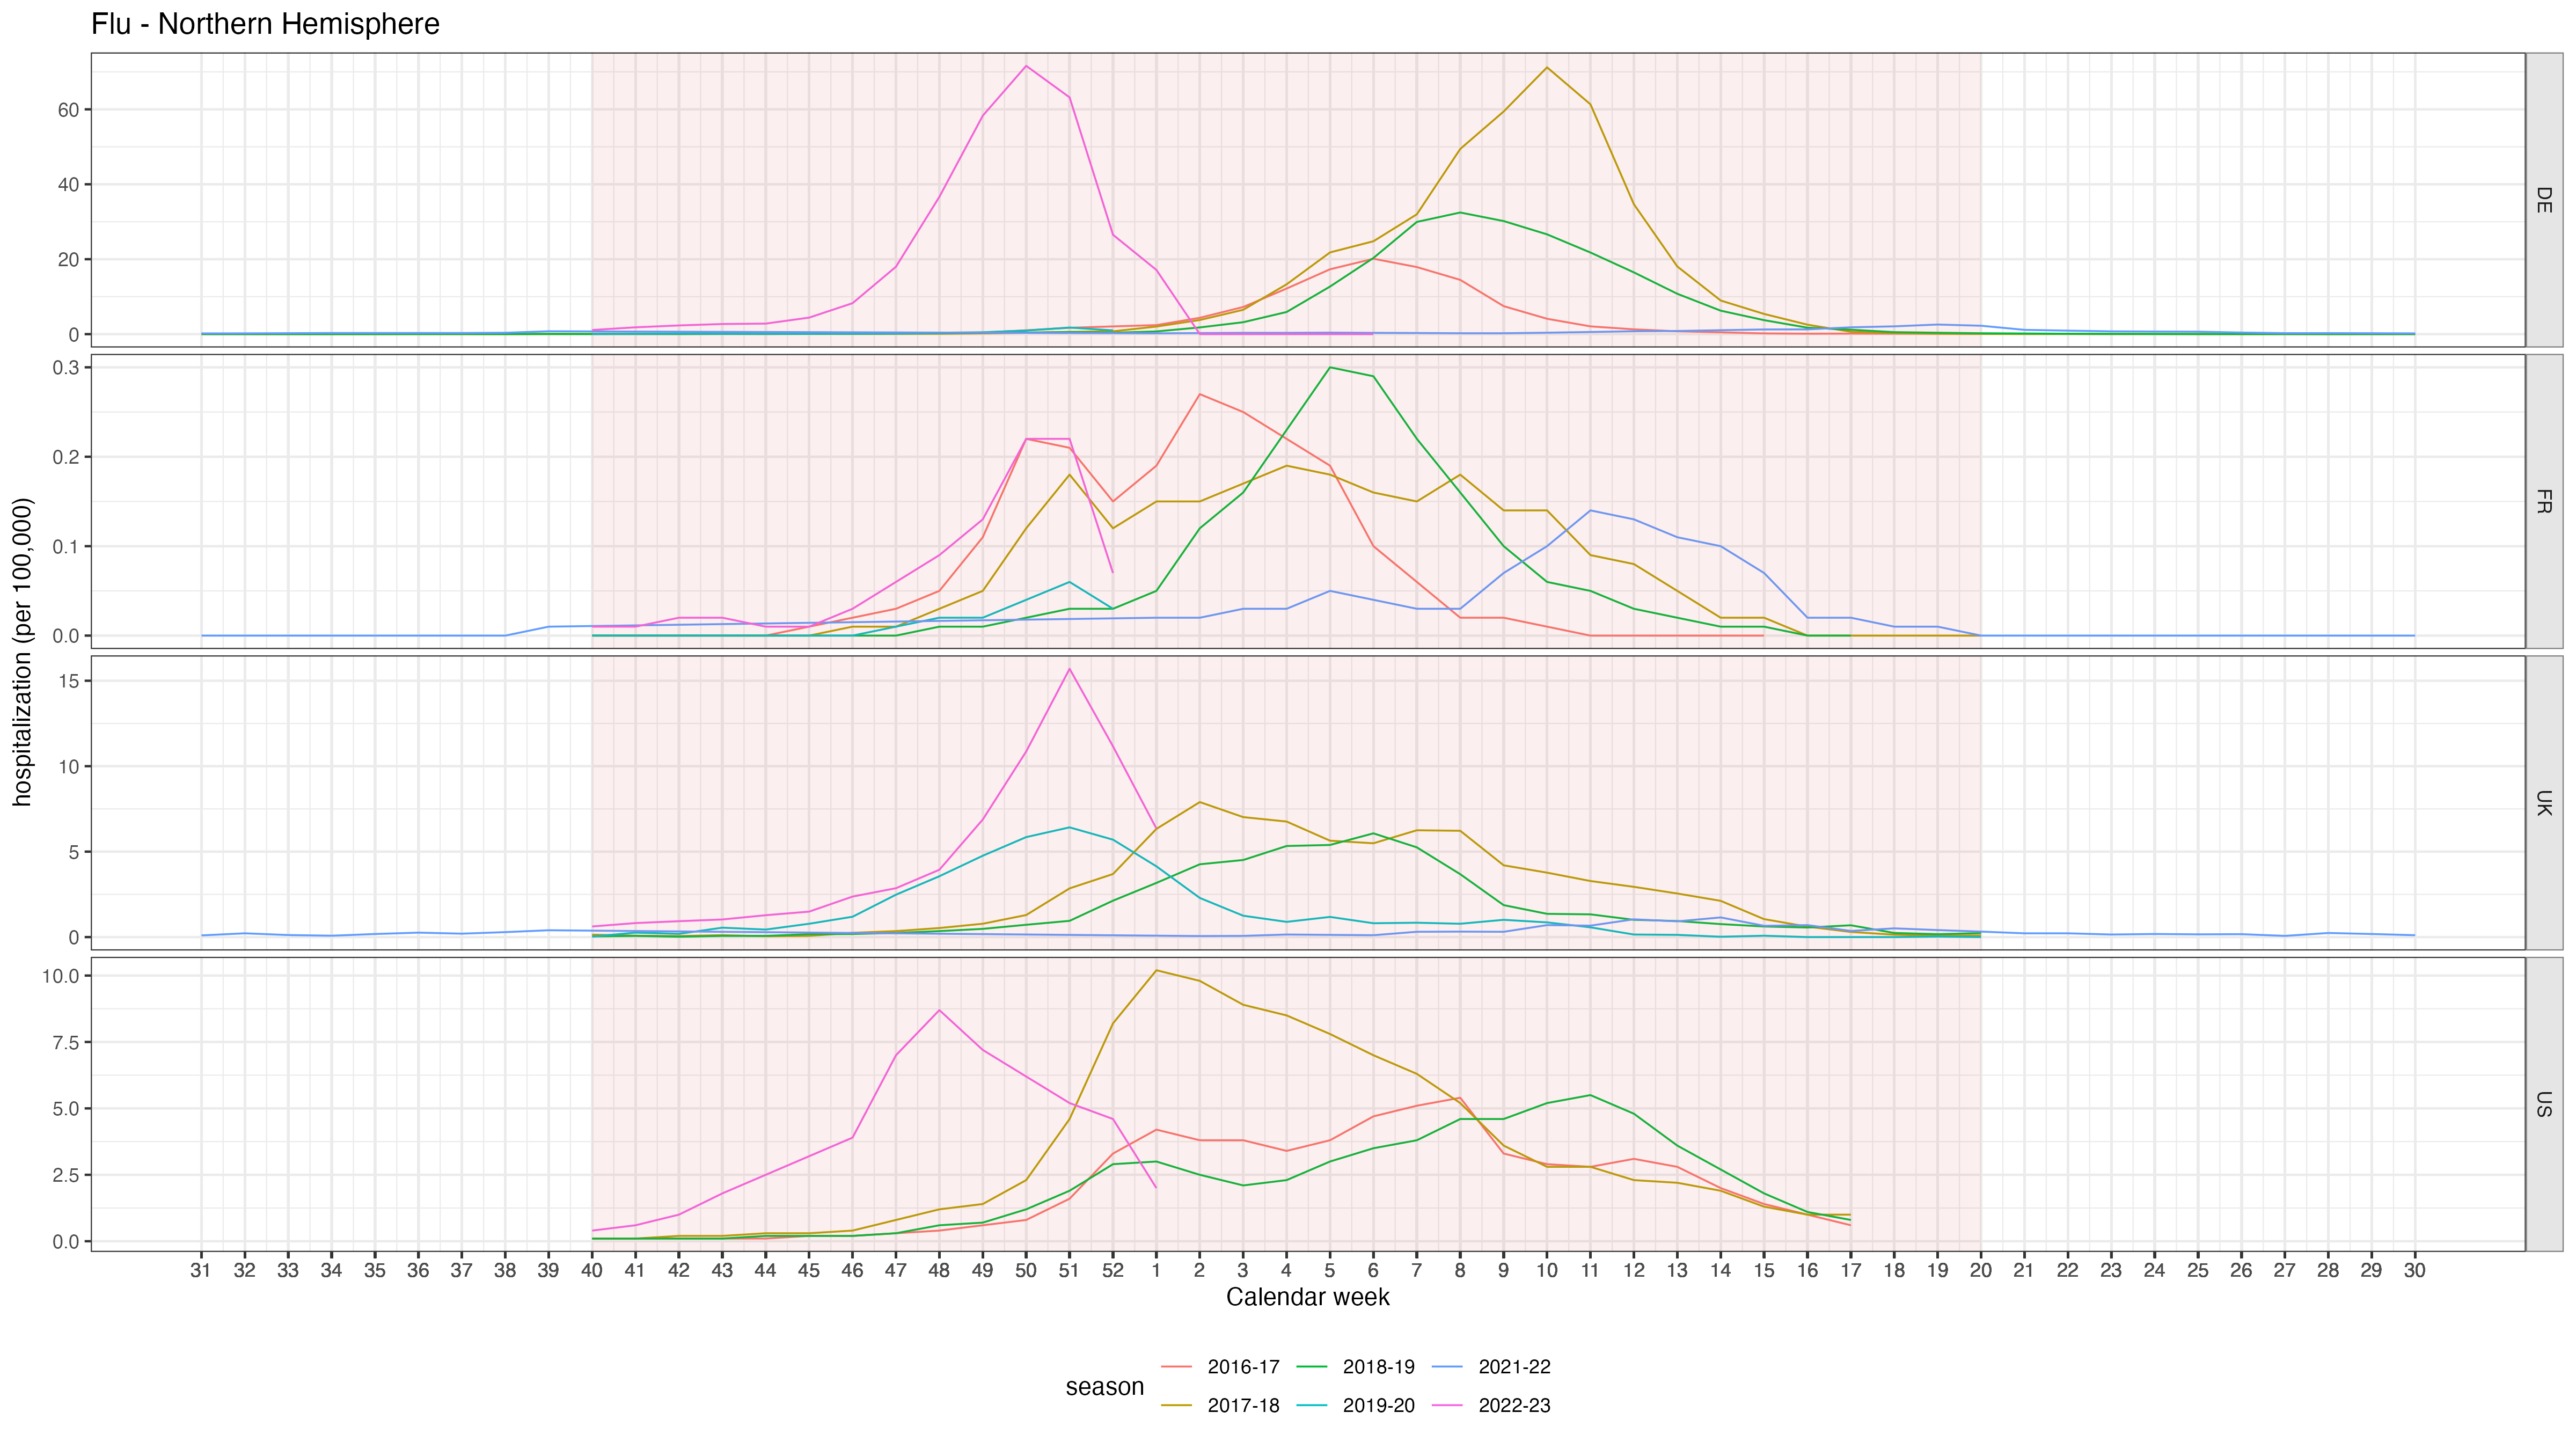 Flu - Northern Hemisphere
hospitalization (per 100,000)
60
40
20
0
DE
0.3
0.2
0.1
0.0
FR
15
10
5
0
UK
10.0
7.5
5.0
2.5
0.0
US
31 32 33 34 35 36 37 38 39 40 41 42 43 44 45 46 47 48 49 50 51 52 1 2 3 4 5 6 7 8 9 10 11 12 13 14 15 16 17 18 19 20 21 22 23 24 25 26 27 28 29 30
Calendar week
season
2016-17 2018-19 2021-22
2017-18 2019-20 2022-23